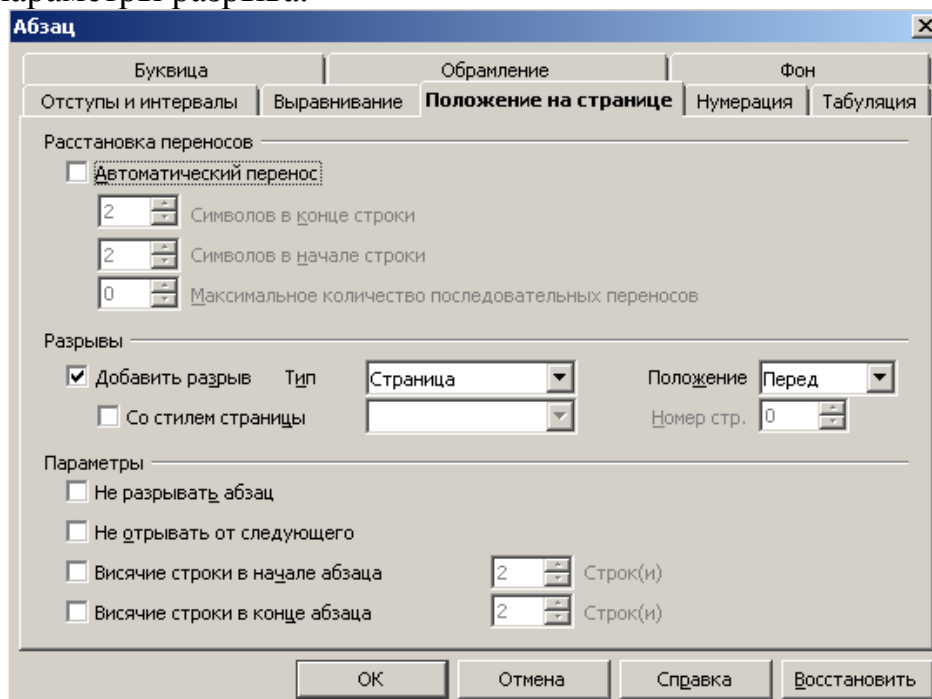 параметры разрыва.
Абзац
Буквица Обрамление Фон
Отступы и интервалы Выравнивание Положение на странице Нумерация Табуляция
Расстановка переносов
Автоматический перенос
2 Символов в конце строки
2 Символов в начале строки
0 Максимальное количество последовательных переносов
Разрывы
Добавить разрыв Тип Страница Положение Перед
Со стилем страницы Номер стр. 0
Параметры
Не разрывать абзац
Не отрывать от следующего
Висячие строки в начале абзаца 2 Строк(и)
Висячие строки в конце абзаца 2 Строк(и)
ОК Отмена Справка Восстановить